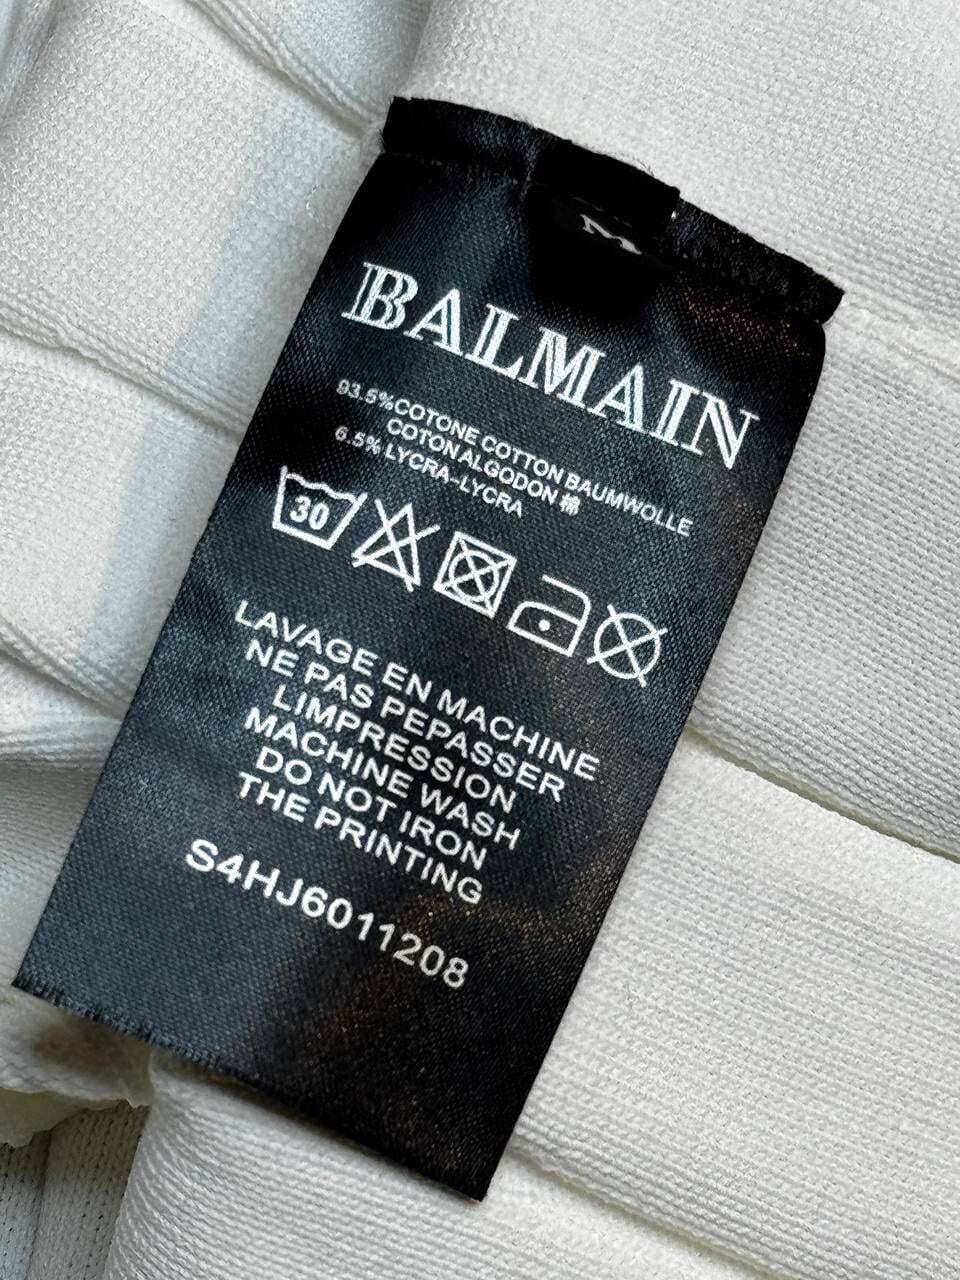 M
BALMAIN
93.5%COTONE COTTON BAUMWOLLE
COTON ALGODON 棉
6.5% LYCRA-LYCRA
30
LAVAGE EN MACHINE
NE PAS PEPASSER
LIMPRESSION
MACHINE WASH
DO NOT IRON
THE PRINTING
S4HJ6011208